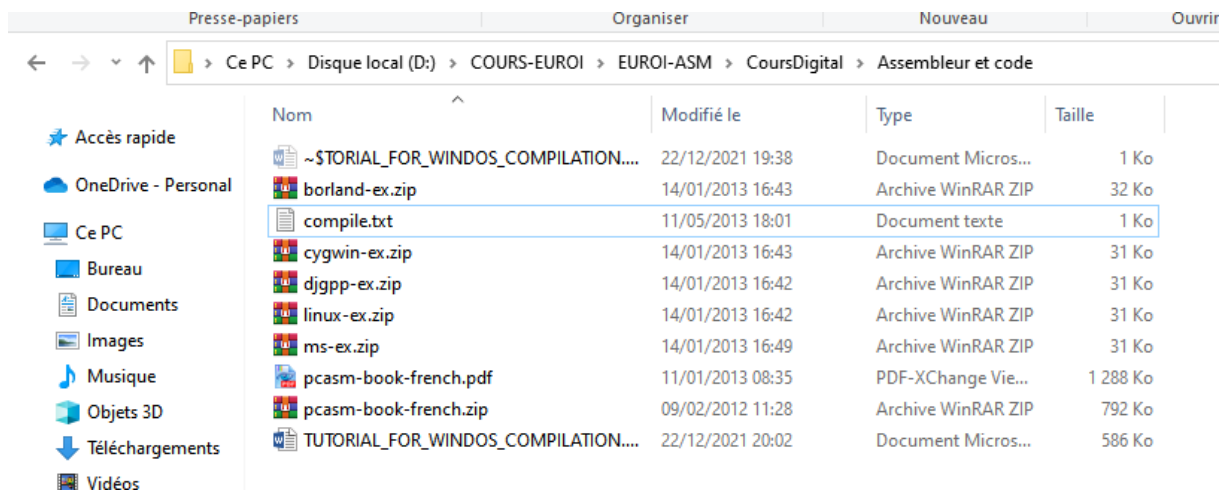 Presse-papiers Organiser Nouveau Ouvrir
Ce PC > Disque local (D:) > COURS-EUROI > EUROI-ASM > CoursDigital > Assembleur et code
Nom Modifié le Type Taille
Accès rapide
OneDrive - Personal
Ce PC
Bureau
Documents
Images
Musique
Objets 3D
Téléchargements
Vidéos
~$TORIAL_FOR_WINDOS_COMPILATION.... 22/12/2021 19:38 Document Micros... 1 Ko
borland-ex.zip 14/01/2013 16:43 Archive WinRAR ZIP 32 Ko
compile.txt 11/05/2013 18:01 Document texte 1 Ko
cygwin-ex.zip 14/01/2013 16:43 Archive WinRAR ZIP 31 Ko
djgpp-ex.zip 14/01/2013 16:42 Archive WinRAR ZIP 31 Ko
linux-ex.zip 14/01/2013 16:42 Archive WinRAR ZIP 31 Ko
ms-ex.zip 14/01/2013 16:49 Archive WinRAR ZIP 31 Ko
pcasm-book-french.pdf 11/01/2013 08:35 PDF-XChange Vie... 1 288 Ko
pcasm-book-french.zip 09/02/2012 11:28 Archive WinRAR ZIP 792 Ko
TUTORIAL_FOR_WINDOS_COMPILATION.... 22/12/2021 20:02 Document Micros... 586 Ko